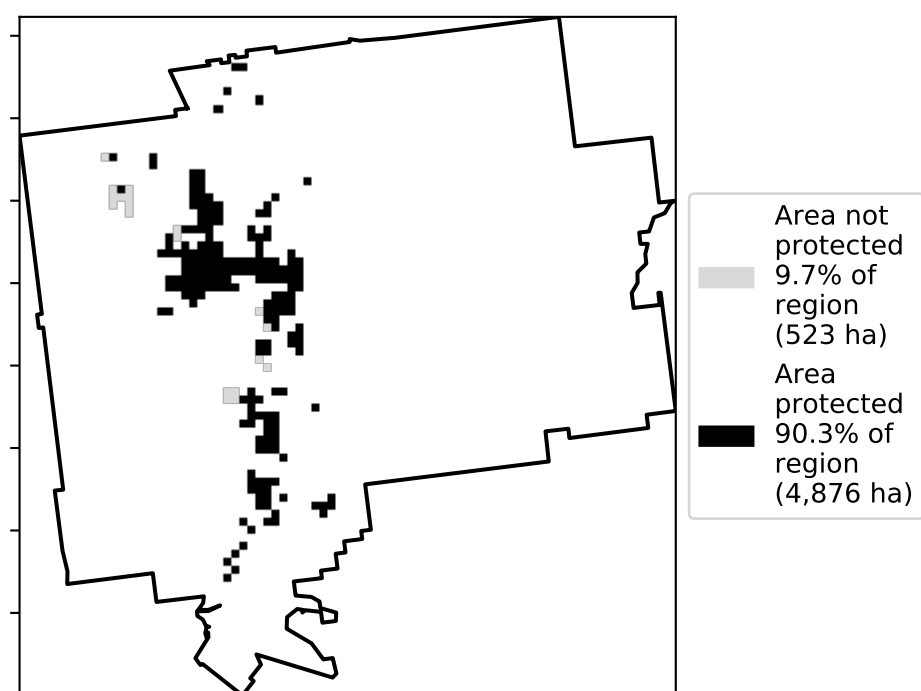 Area not
protected
9.7% of
region
(523 ha)
Area
protected
90.3% of
region
(4,876 ha)